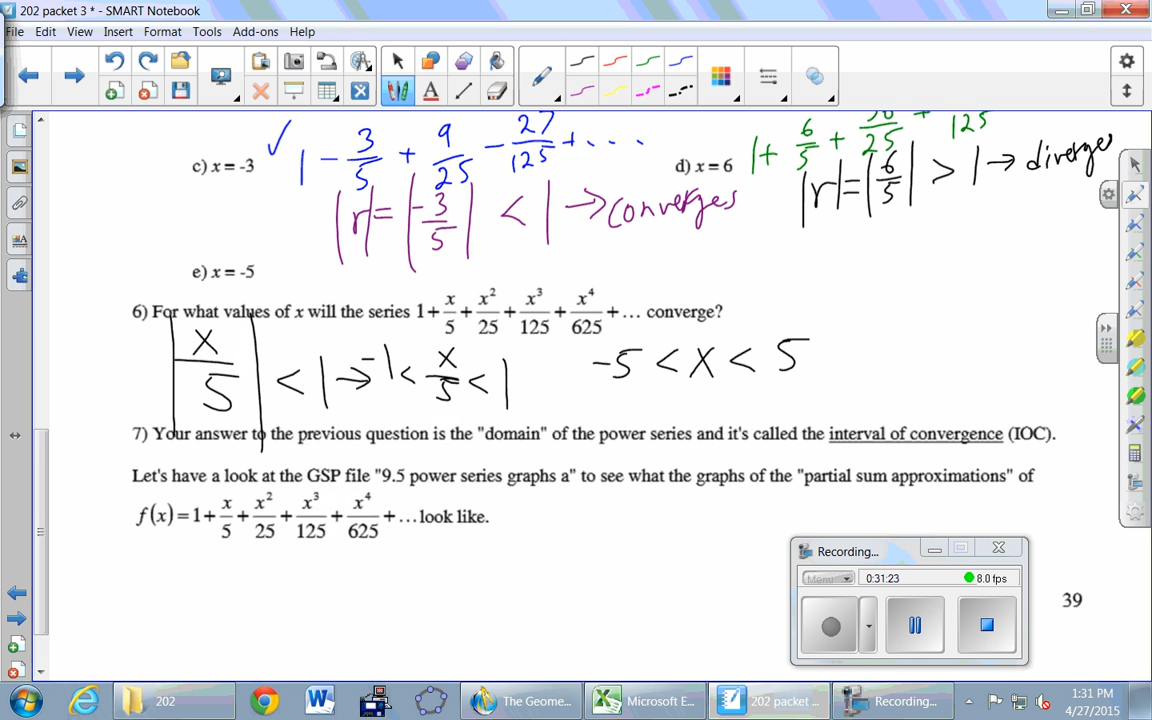 202 packet 3 * - SMART Notebook
File Edit View Insert Format Tools Add-ons Help
c) x = -3
✓ 1 - 3/5 + 9/25 - 27/125 + ...
|r| = |-3/5| < 1 → converges
d) x = 6
1 + 6/5 + 36/25 + 125
|r| = |6/5| > 1 → diverges
e) x = -5
6) For what values of x will the series 1 + x/5 + x²/25 + x³/125 + x⁴/625 + ... converge?
|x/5| < 1 → -1 < x/5 < 1 -5 < x < 5
7) Your answer to the previous question is the "domain" of the power series and it's called the interval of convergence (IOC).
Let's have a look at the GSP file "9.5 power series graphs a" to see what the graphs of the "partial sum approximations" of
f(x) = 1 + x/5 + x²/25 + x³/125 + x⁴/625 + ... look like.
Recording...
Menu 0:31:23 8.0 fps
39
202 W The Geome... Microsoft E... 202 packet ... Recording... 1:31 PM
4/27/2015